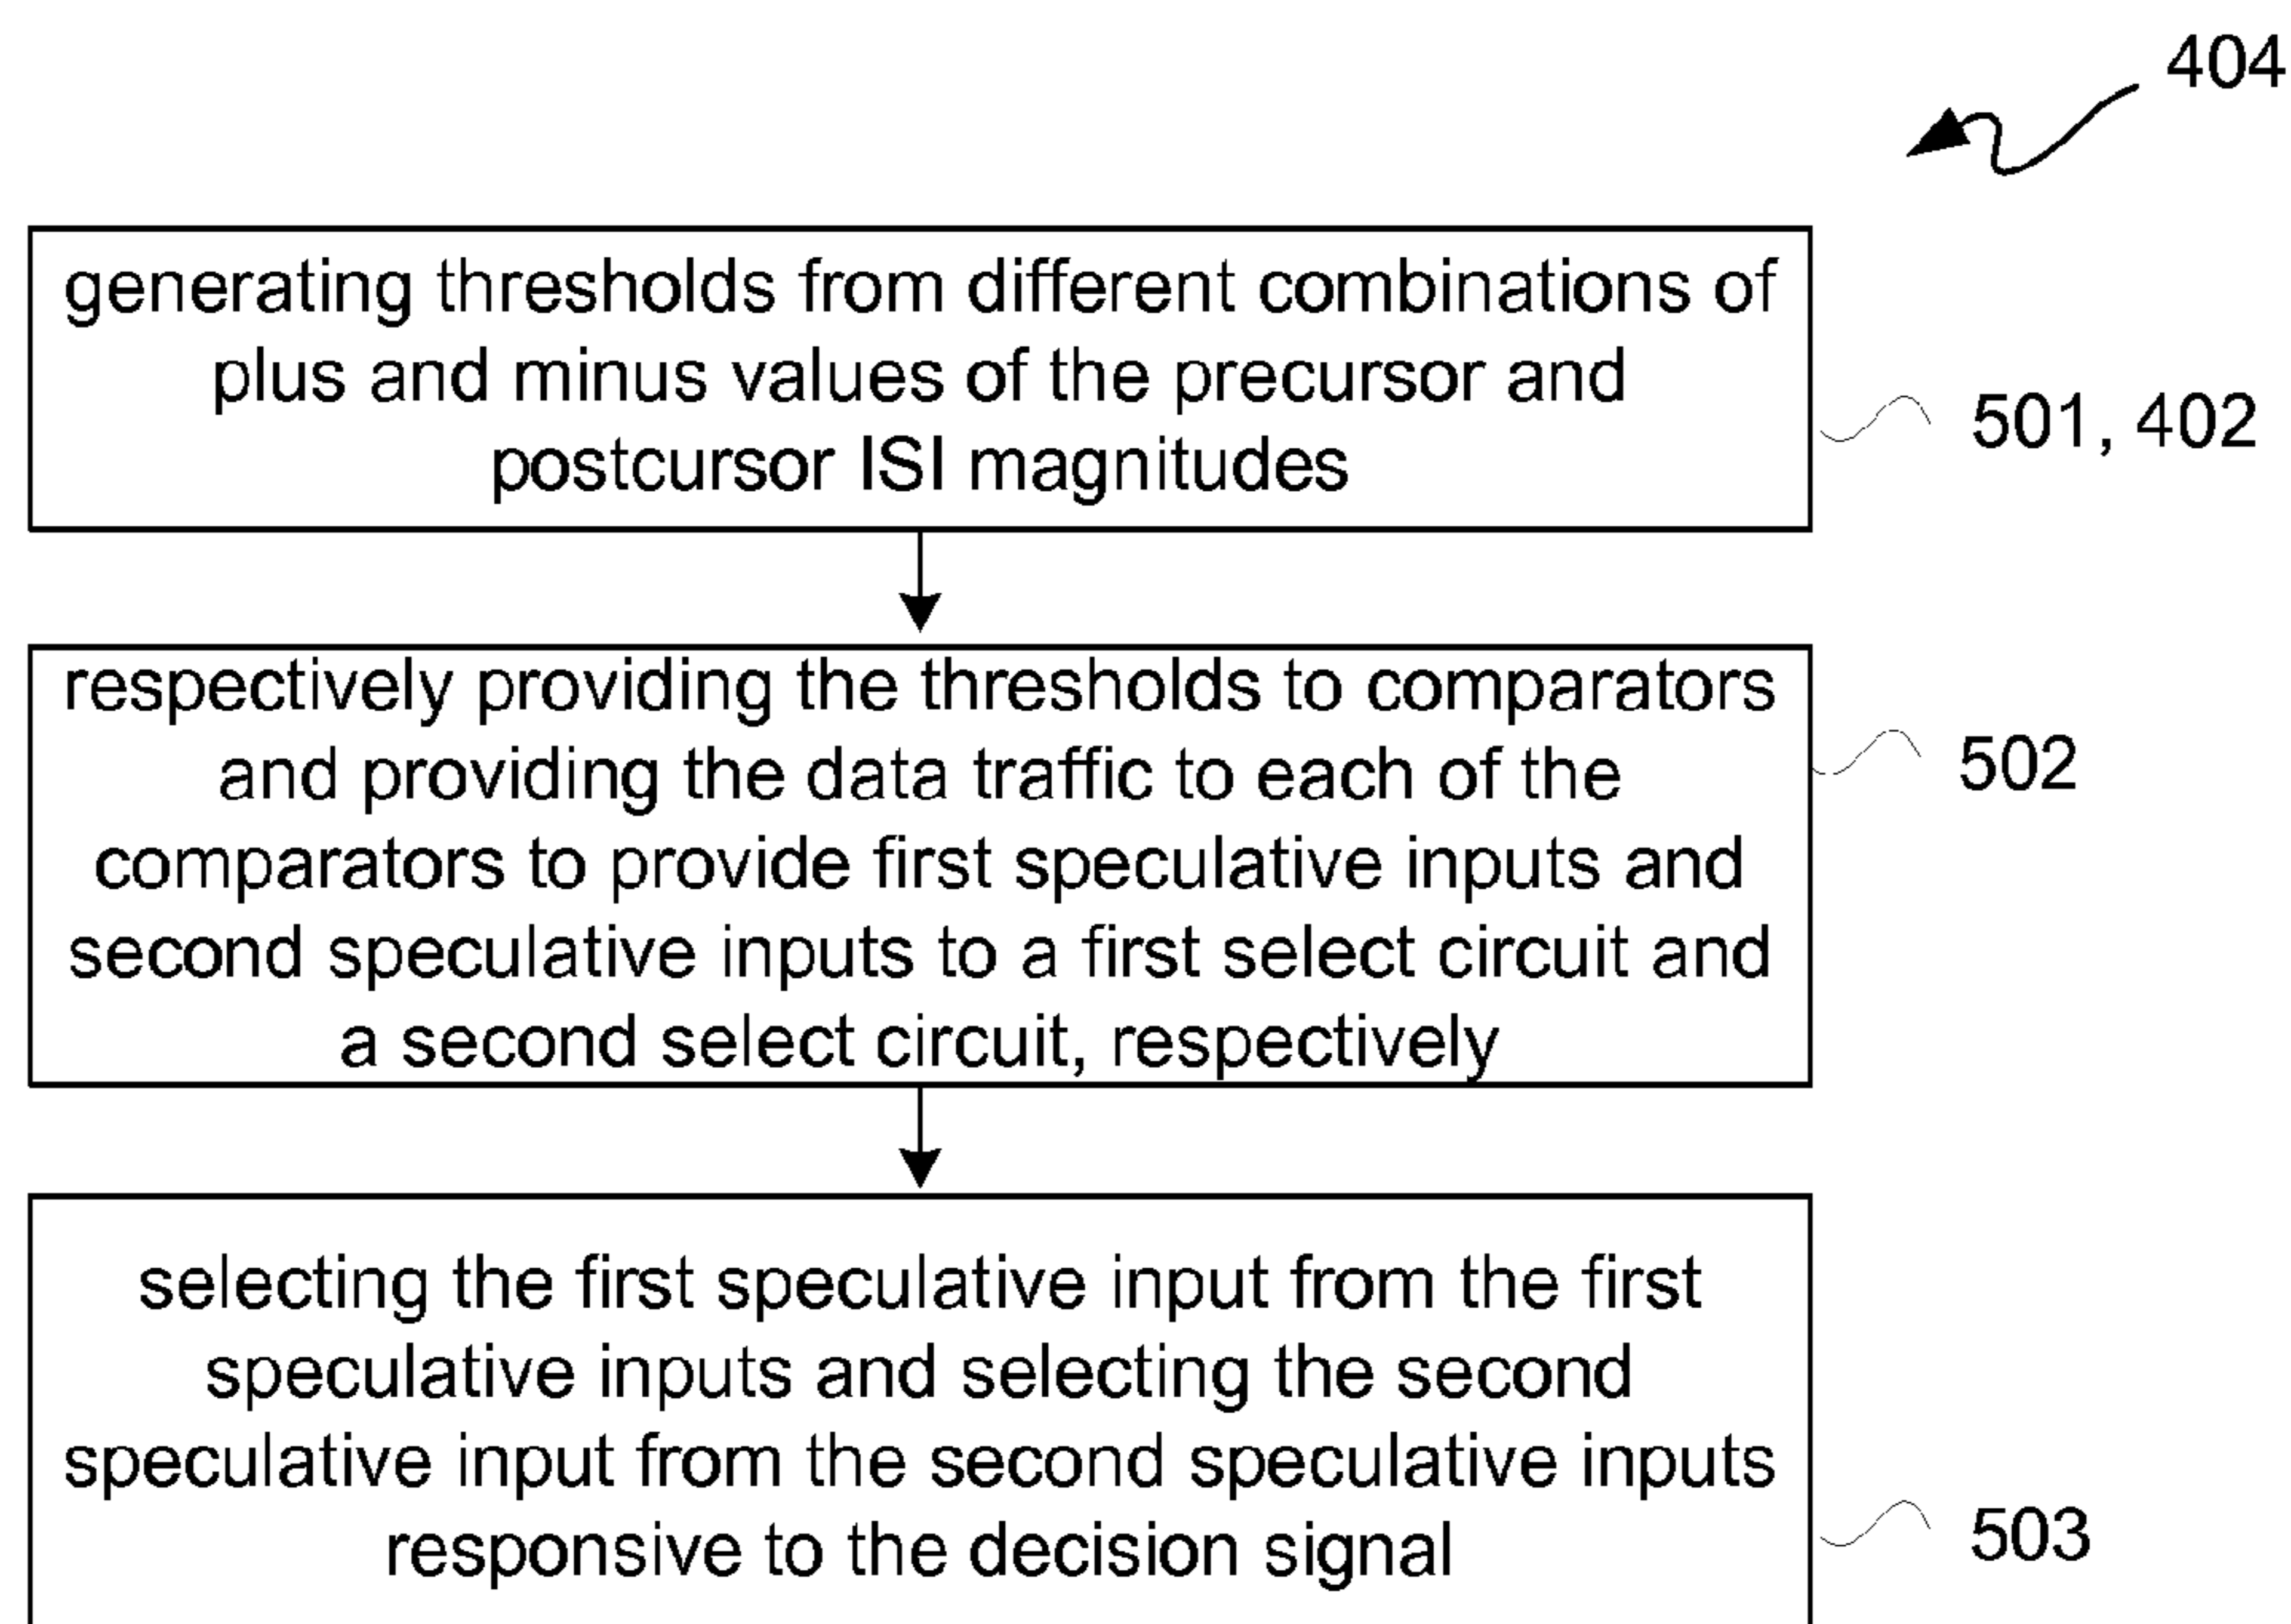 404
generating thresholds from different combinations of
plus and minus values of the precursor and
postcursor ISI magnitudes
501, 402
respectively providing the thresholds to comparators
and providing the data traffic to each of the
comparators to provide first speculative inputs and
second speculative inputs to a first select circuit and
a second select circuit, respectively
502
selecting the first speculative input from the first
speculative inputs and selecting the second
speculative input from the second speculative inputs
responsive to the decision signal
503